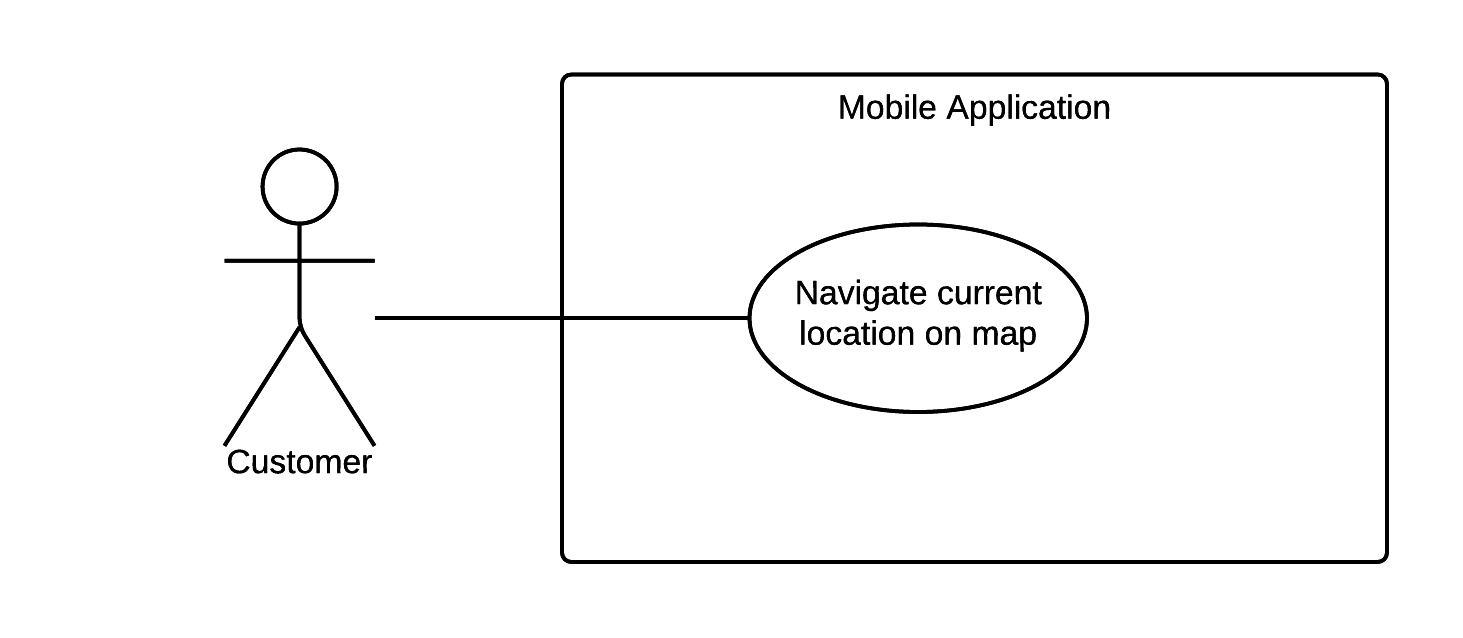 Mobile Application
Navigate current
location on map
Customer